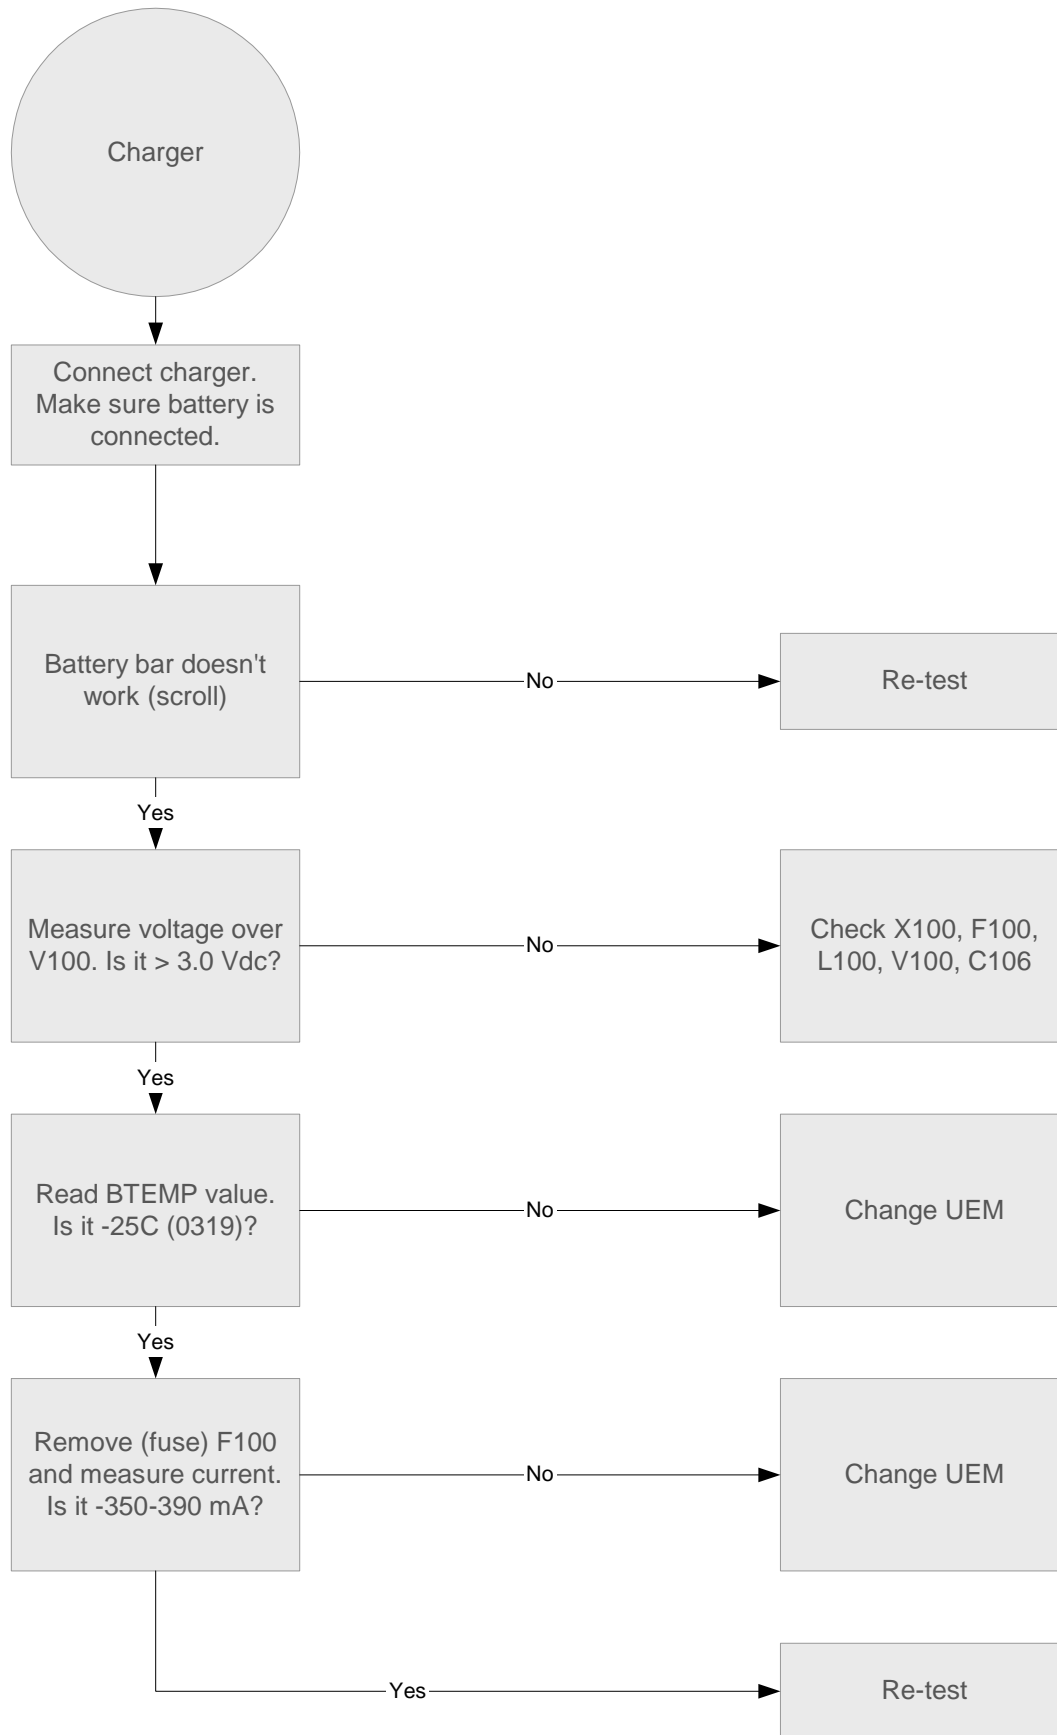 Charger
Connect charger.
Make sure battery is
connected.
Battery bar doesn't
work (scroll)
No
Re-test
Yes
Measure voltage over
V100. Is it > 3.0 Vdc?
No
Check X100, F100,
L100, V100, C106
Yes
Read BTEMP value.
Is it -25C (0319)?
No
Change UEM
Yes
Remove (fuse) F100
and measure current.
Is it -350-390 mA?
No
Change UEM
Yes
Re-test